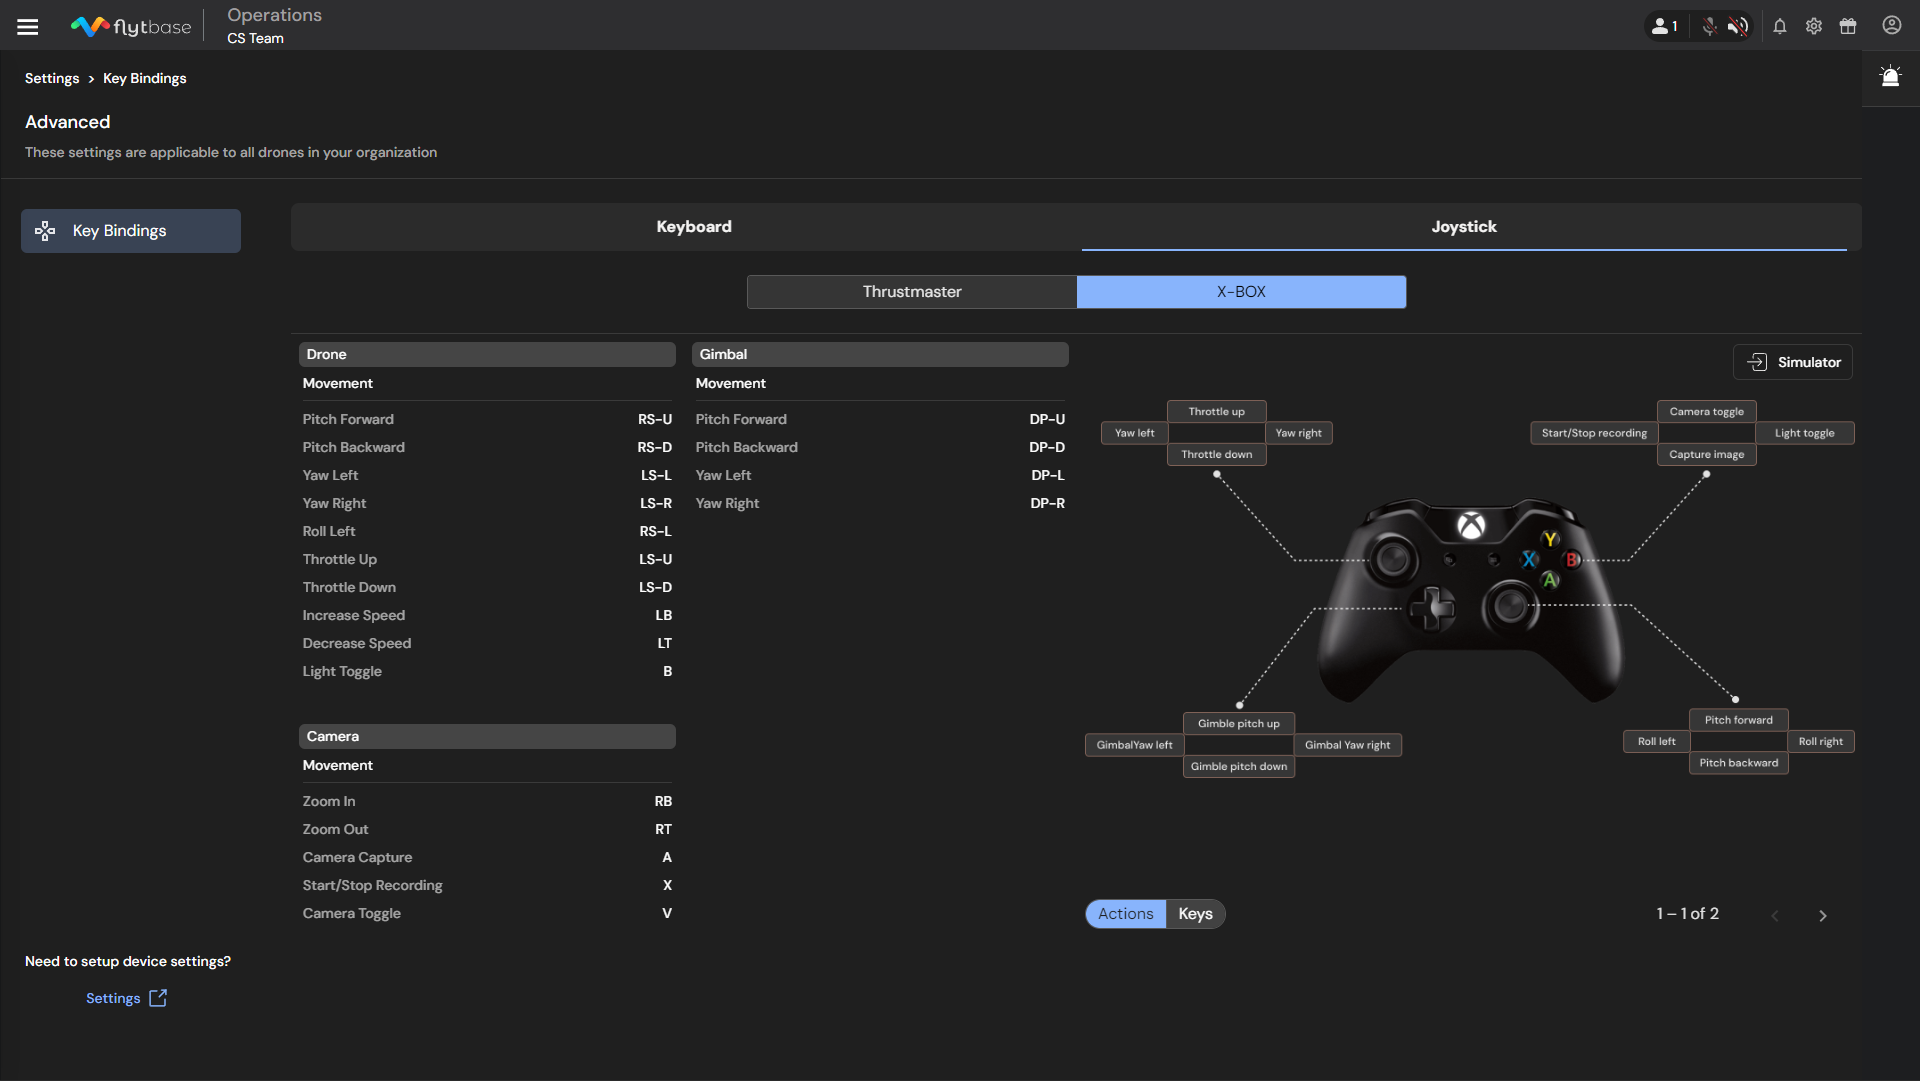 flytbase
Operations
CS Team
1
Settings > Key Bindings
Advanced
These settings are applicable to all drones in your organization
Key Bindings
Keyboard
Joystick
Thrustmaster
X-BOX
Drone
Movement
Pitch Forward RS-U
Pitch Backward RS-D
Yaw Left LS-L
Yaw Right LS-R
Roll Left RS-L
Throttle Up LS-U
Throttle Down LS-D
Increase Speed LB
Decrease Speed LT
Light Toggle B
Camera
Movement
Zoom In RB
Zoom Out RT
Camera Capture A
Start/Stop Recording X
Camera Toggle V
Gimbal
Movement
Pitch Forward DP-U
Pitch Backward DP-D
Yaw Left DP-L
Yaw Right DP-R
Simulator
Throttle up
Yaw left
Yaw right
Throttle down
Camera toggle
Start/Stop recording
Light toggle
Capture image
Y
X
B
A
Gimble pitch up
GimbalYaw left
Gimbal Yaw right
Gimble pitch down
Pitch forward
Roll left
Roll right
Pitch backward
Actions
Keys
1 – 1 of 2
Need to setup device settings?
Settings